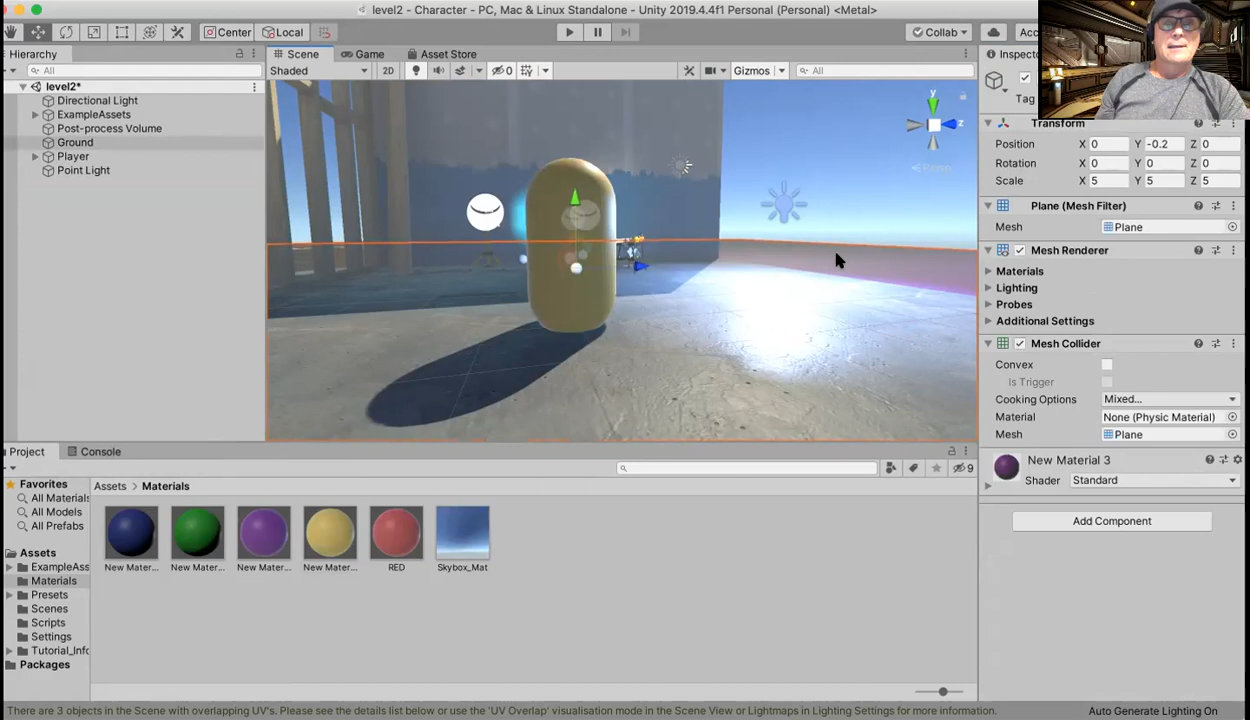 level2 - Character - PC, Mac & Linux Standalone - Unity 2019.4.4f1 Personal (Personal) <Metal>
Center Local Collab Acc
Hierarchy
All
level2*
Directional Light
ExampleAssets
Post-process Volume
Ground
Player
Point Light
Scene Game Asset Store
Shaded 2D 0 Gizmos All
y
z
Persp
Inspecto
Tag
Transform
Position X 0 Y -0.2 Z 0
Rotation X 0 Y 0 Z 0
Scale X 5 Y 5 Z 5
Plane (Mesh Filter)
Mesh Plane
Mesh Renderer
Materials
Lighting
Probes
Additional Settings
Mesh Collider
Convex
Is Trigger
Cooking Options Mixed...
Material None (Physic Material)
Mesh Plane
New Material 3
Shader Standard
Add Component
Project Console
9
Favorites
All Materials
All Models
All Prefabs
Assets
ExampleAss
Materials
Presets
Scenes
Scripts
Settings
Tutorial_Info
Packages
Assets > Materials
New Mater... New Mater... New Mater... New Mater... RED Skybox_Mat
There are 3 objects in the Scene with overlapping UV's. Please see the details list below or use the 'UV Overlap' visualisation mode in the Scene View or Lightmaps in Lighting Settings for more information.
Auto Generate Lighting On